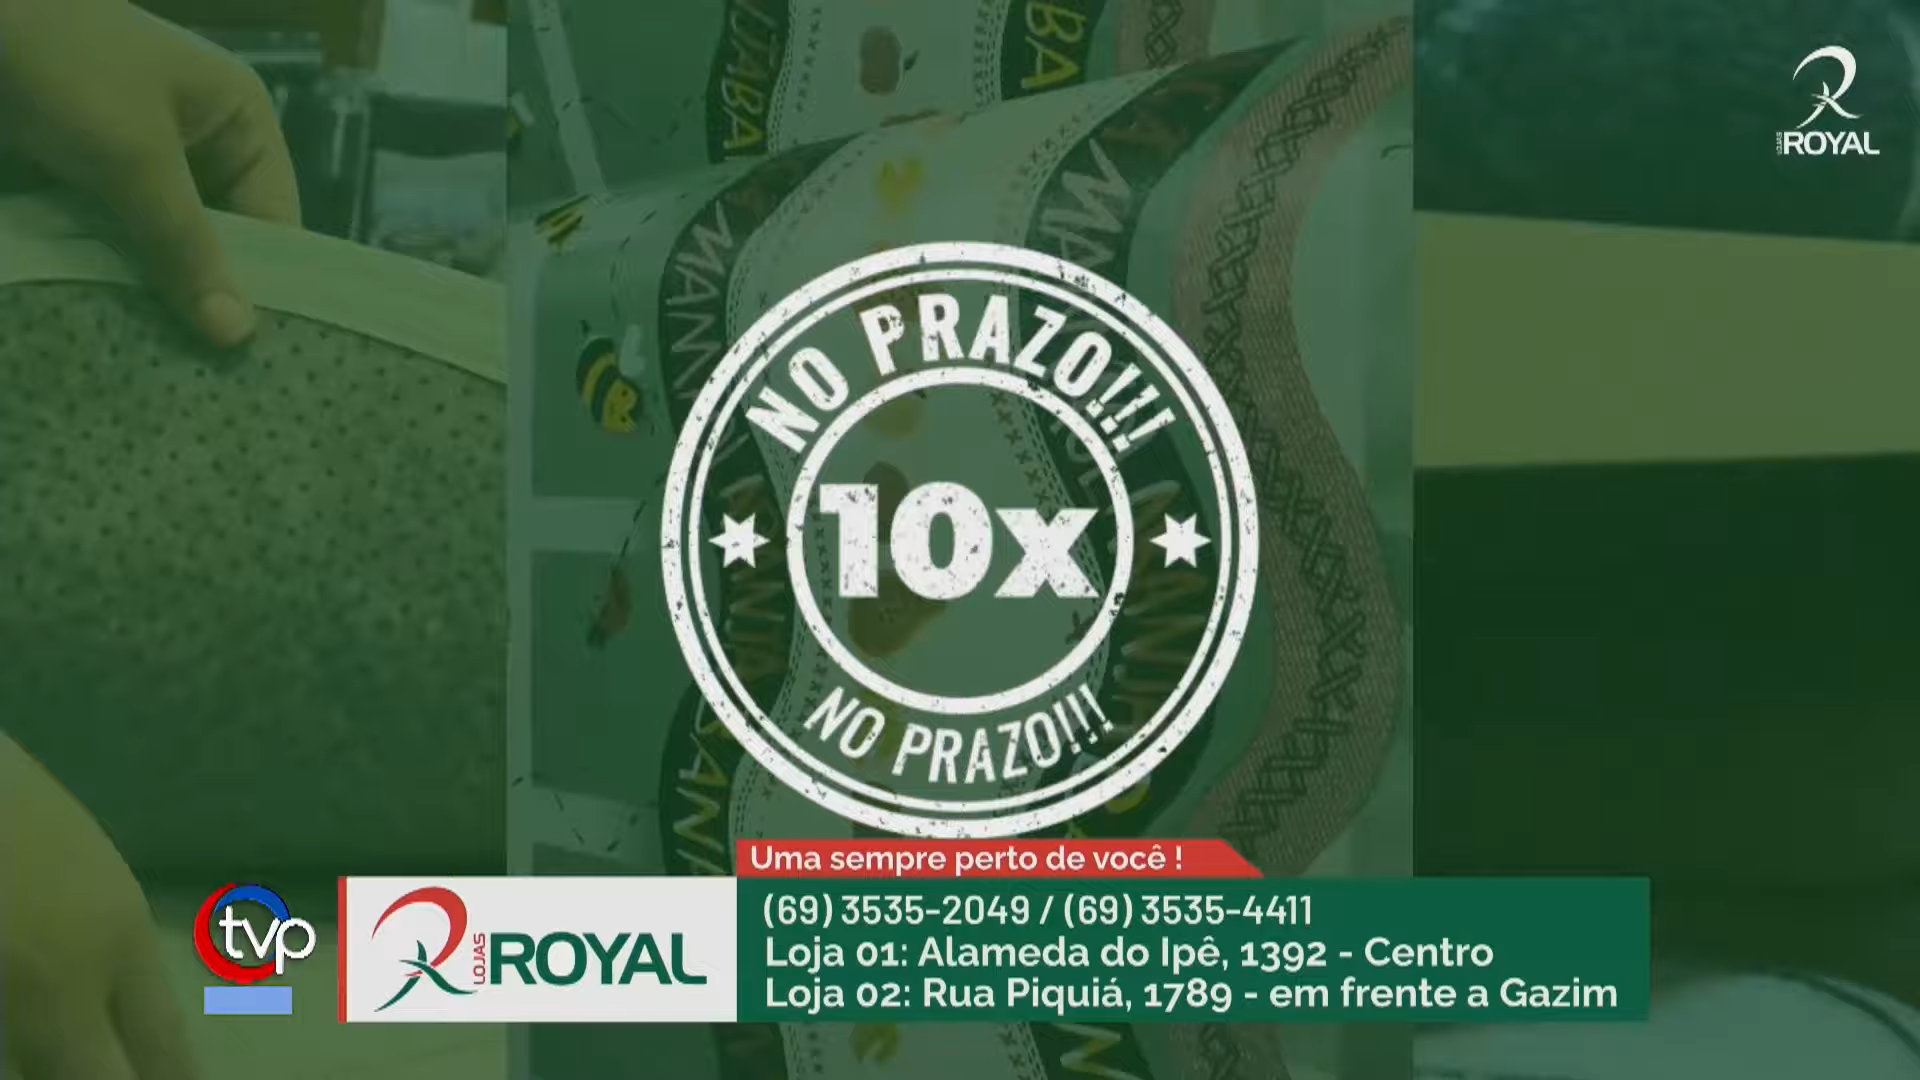 LOJAS
ROYAL
NO PRAZO!!!
10x
NO PRAZO!!!
Uma sempre perto de você !
(69) 3535-2049 / (69) 3535-4411
Loja 01: Alameda do Ipê, 1392 - Centro
Loja 02: Rua Piquiá, 1789 - em frente a Gazim
LOJAS
ROYAL
tvp